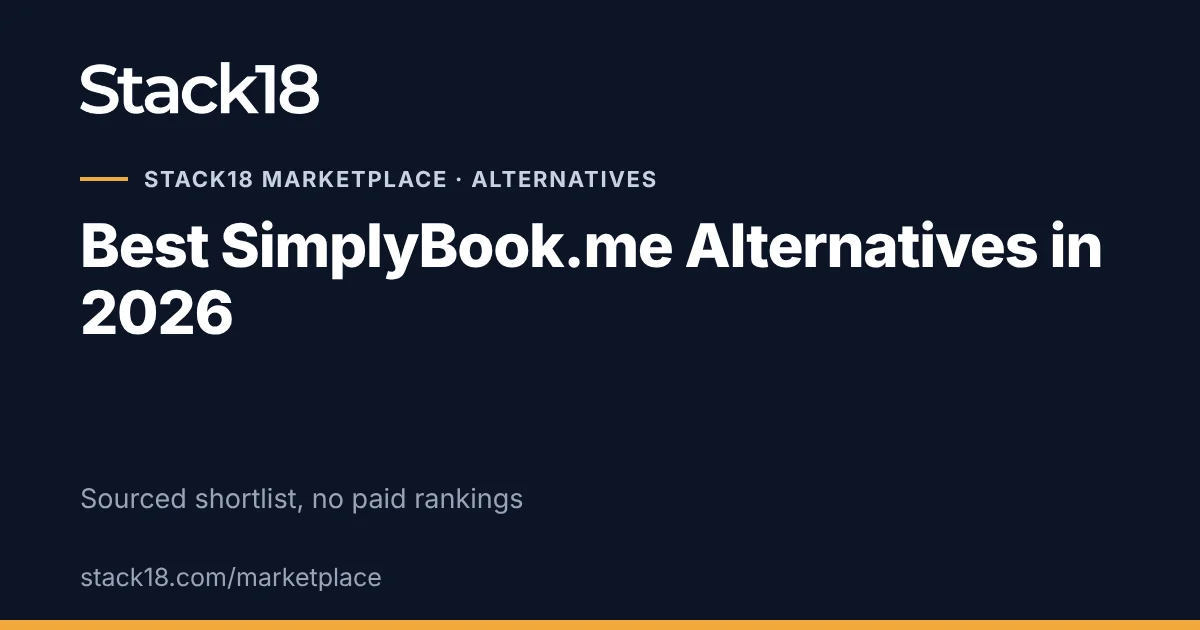 Stack18
STACK18 MARKETPLACE · ALTERNATIVES
Best SimplyBook.me Alternatives in
2026
Sourced shortlist, no paid rankings
stack18.com/marketplace